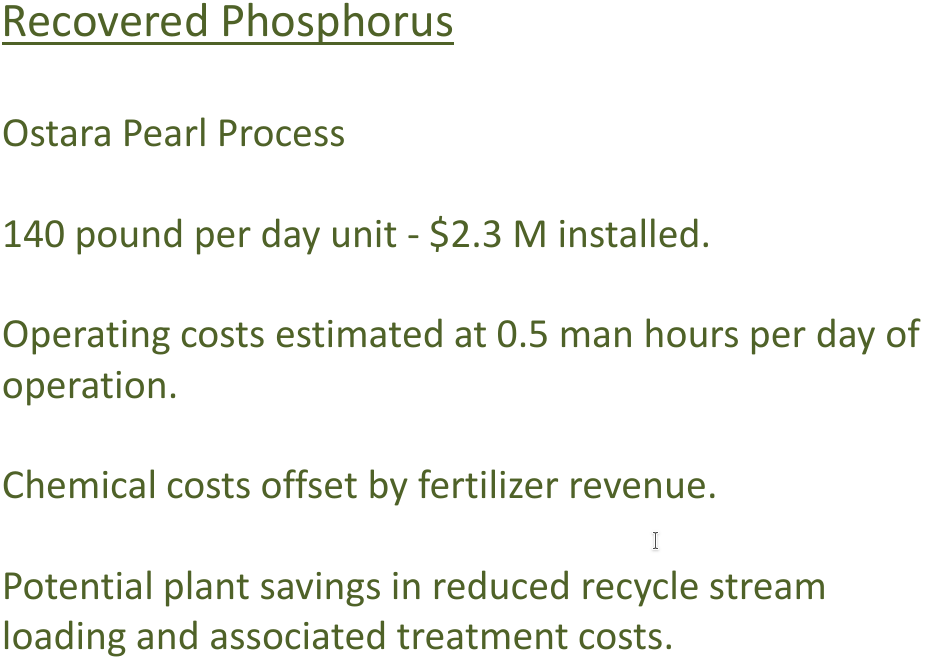 Recovered Phosphorus
Ostara Pearl Process
140 pound per day unit - $2.3 M installed.
Operating costs estimated at 0.5 man hours per day of
operation.
Chemical costs offset by fertilizer revenue.
Potential plant savings in reduced recycle stream
loading and associated treatment costs.